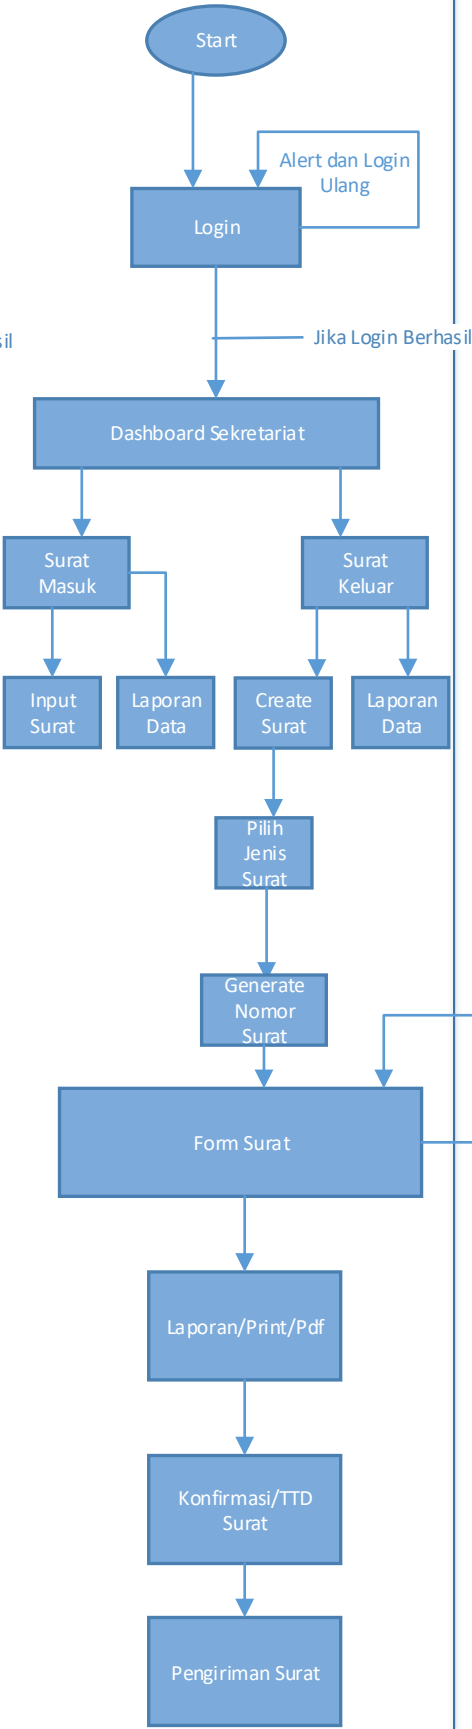 Start
Alert dan Login
Ulang
Login
sil
Jika Login Berhasil
Dashboard Sekretariat
Surat
Masuk
Surat
Keluar
Input
Surat
Laporan
Data
Create
Surat
Laporan
Data
Pilih
Jenis
Surat
Generate
Nomor
Surat
Form Surat
Laporan/Print/Pdf
Konfirmasi/TTD
Surat
Pengiriman Surat